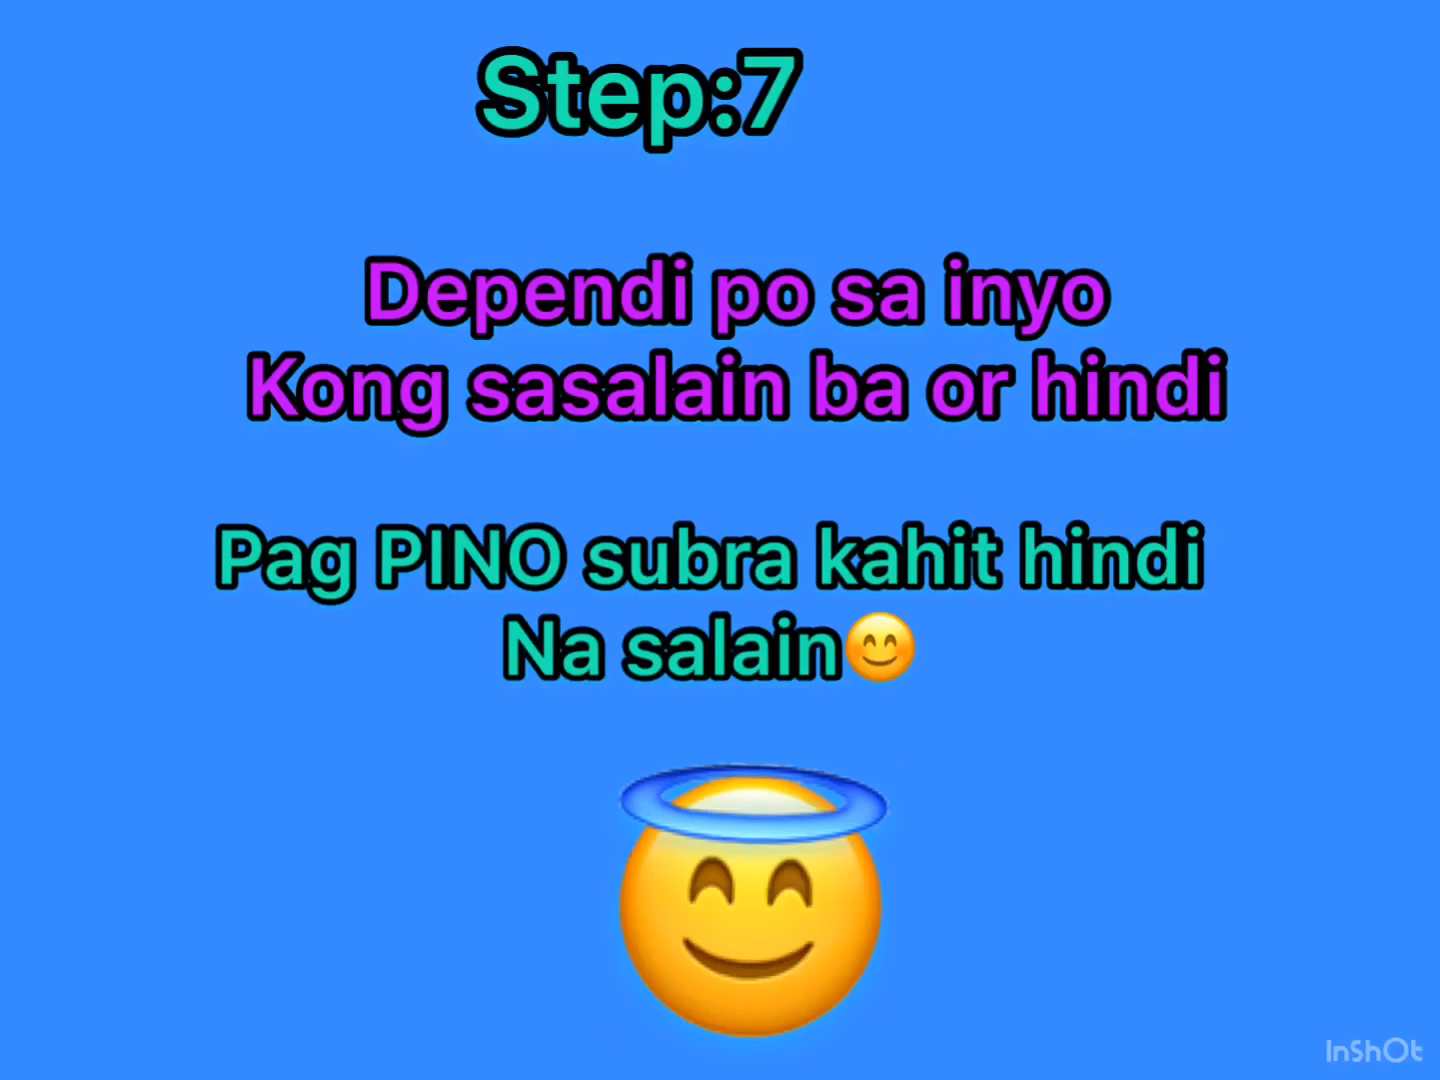 Step:7
Dependi po sa inyo
Kong sasalain ba or hindi
Pag PINO subra kahit hindi
Na salain😊
InShOt